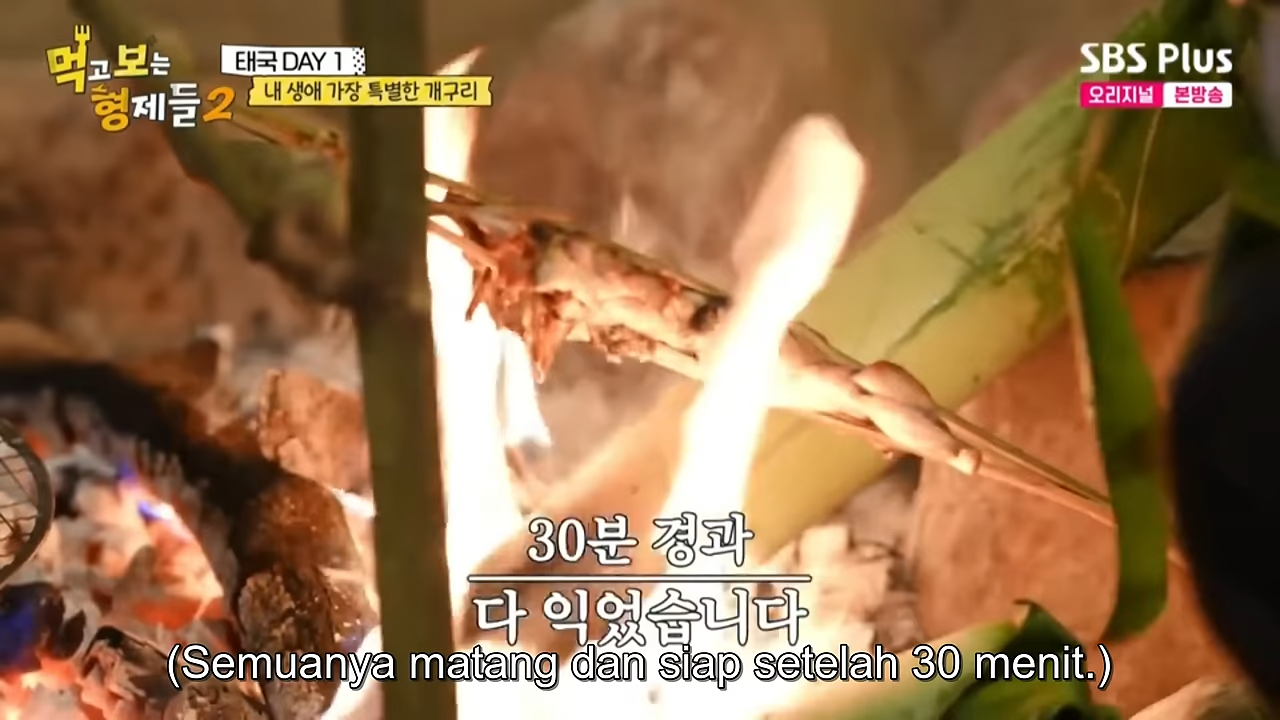 먹고 보는
형제들 2
태국 DAY 1
내 생애 가장 특별한 개구리
SBS Plus
오리지널 본방송
30분 경과
다 익었습니다
(Semuanya matang dan siap setelah 30 menit.)